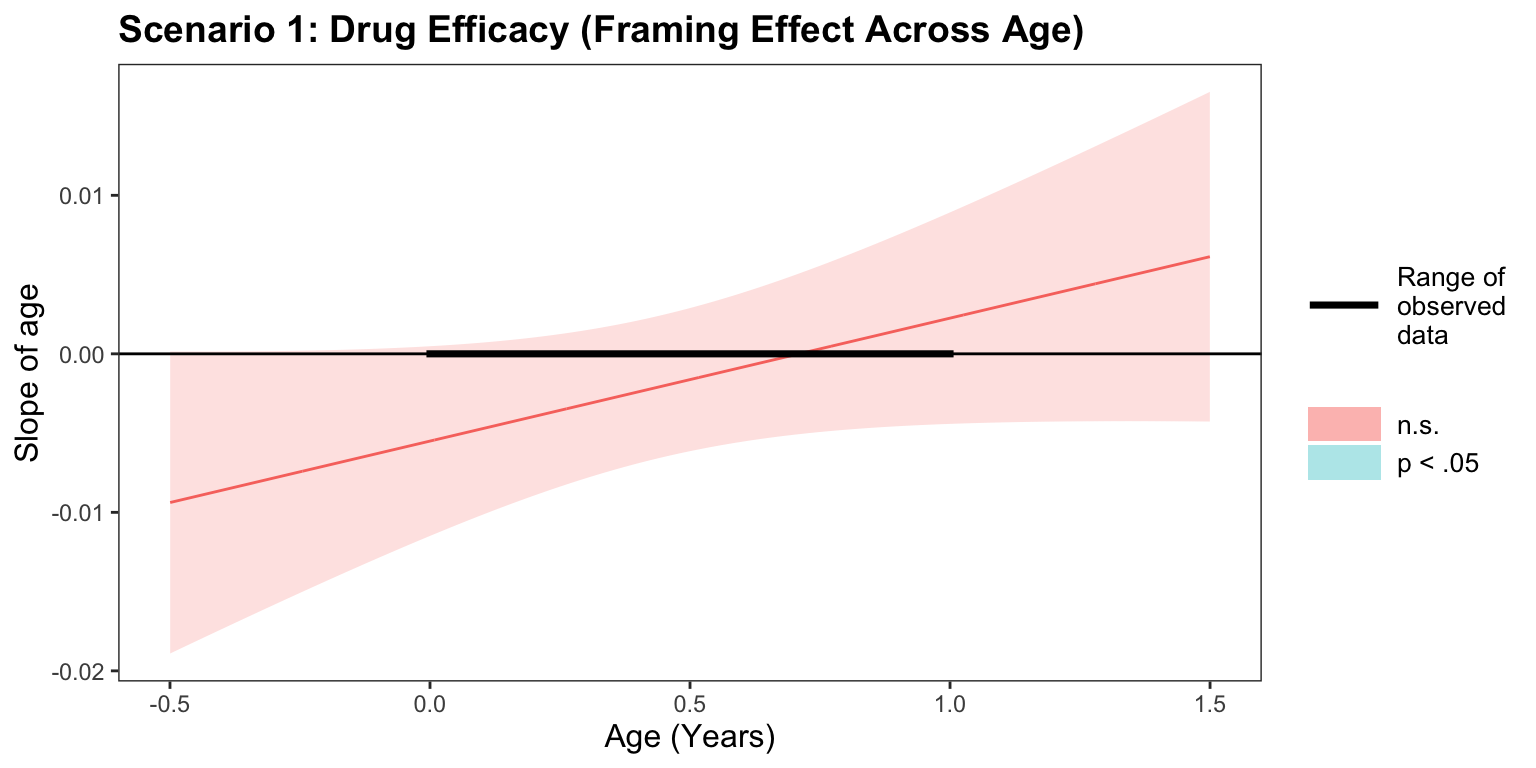 Scenario 1: Drug Efficacy (Framing Effect Across Age)
Slope of age
0.01
0.00
-0.01
-0.02
-0.5
0.0
0.5
1.0
1.5
Age (Years)
Range of
observed
data
n.s.
p < .05